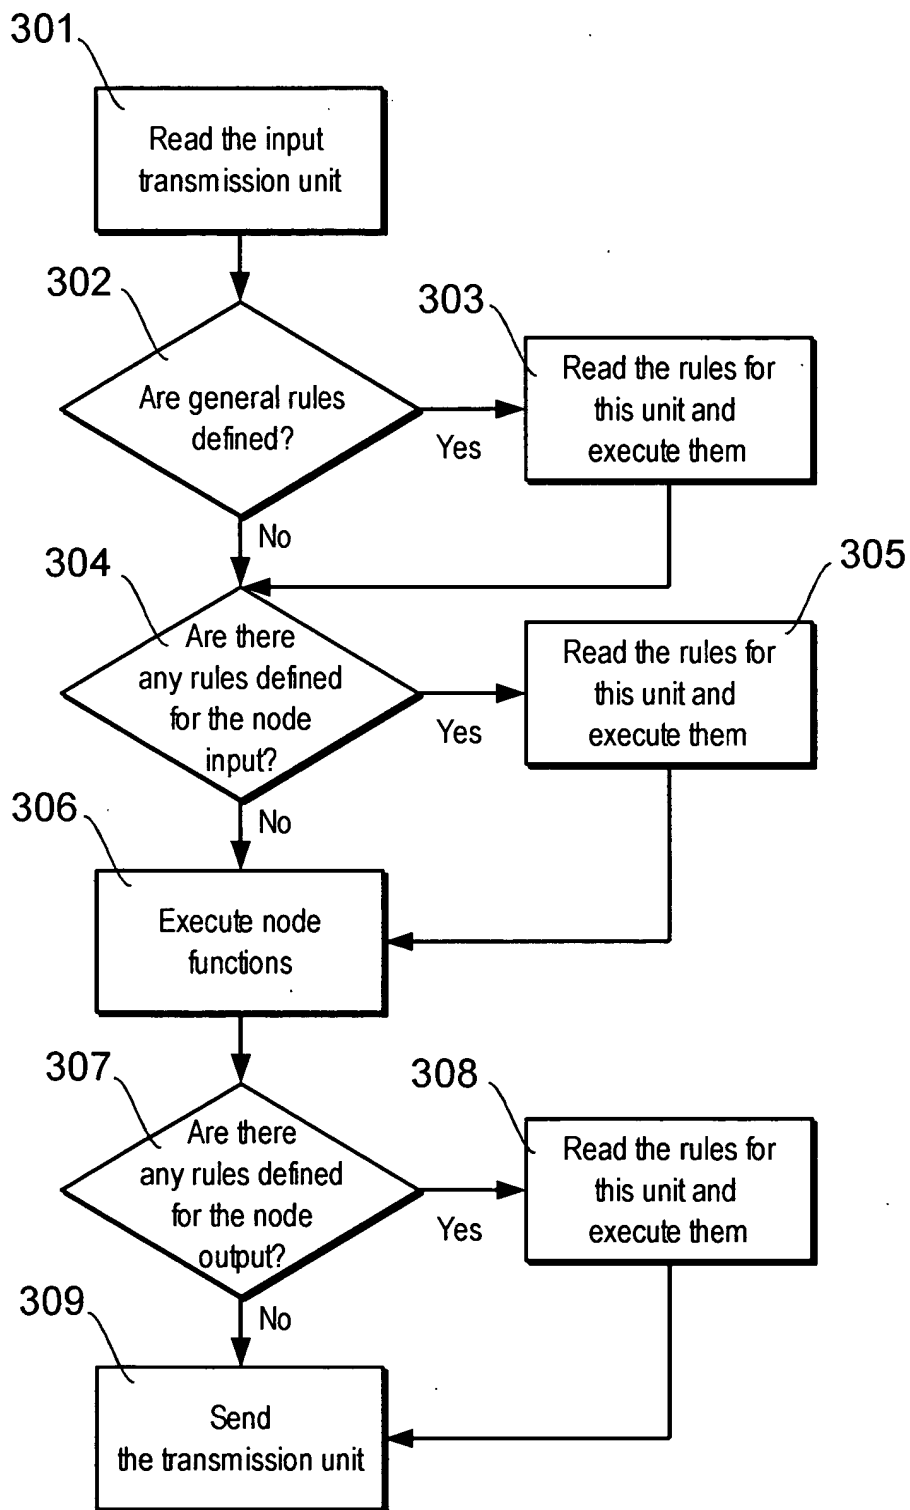 301
Read the input
transmission unit
302
Are general rules
defined?
Yes
No
303
Read the rules for
this unit and
execute them
304
Are there
any rules defined
for the node
input?
Yes
No
305
Read the rules for
this unit and
execute them
306
Execute node
functions
307
Are there
any rules defined
for the node
output?
Yes
No
308
Read the rules for
this unit and
execute them
309
Send
the transmission unit